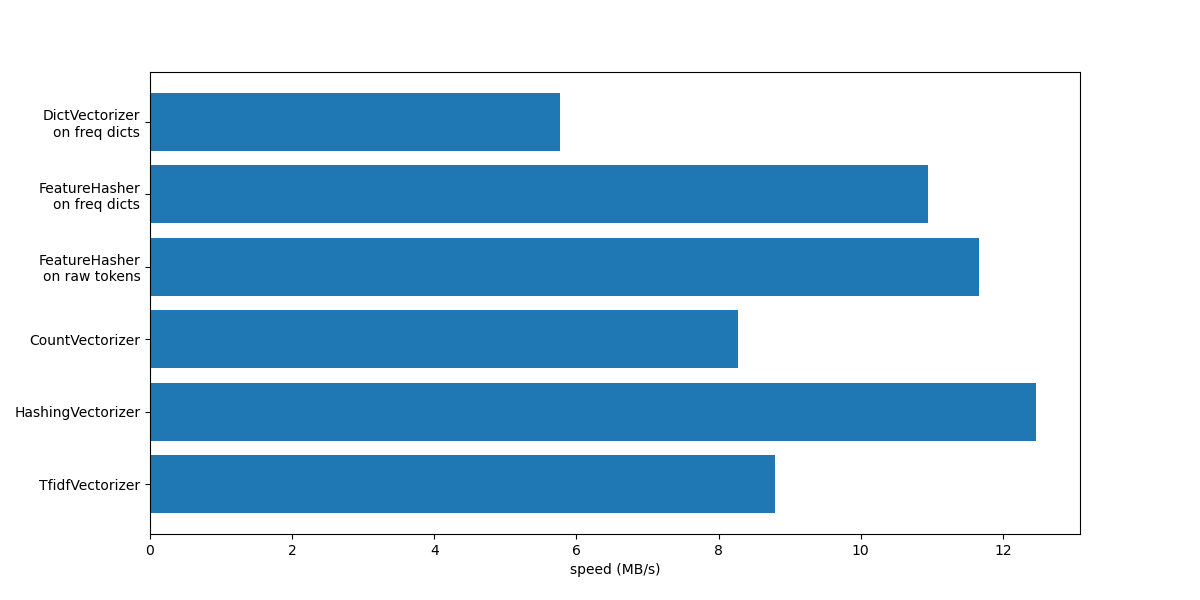 DictVectorizer
on freq dicts
FeatureHasher
on freq dicts
FeatureHasher
on raw tokens
CountVectorizer
HashingVectorizer
TfidfVectorizer
0 2 4 6 8 10 12
speed (MB/s)